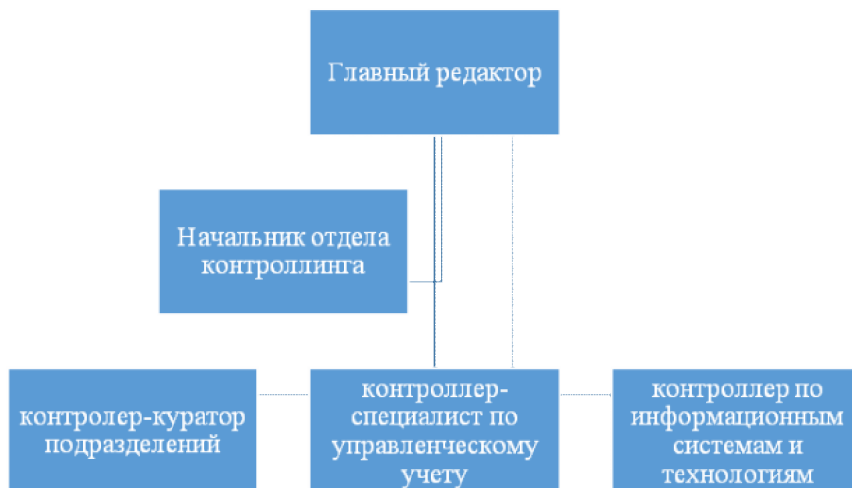 Главный редактор
Начальник отдела
контроллинга
контролер-куратор
подразделений
контроллер-
специалист по
управленческому
учету
контроллер по
информационным
системам и
технологиям